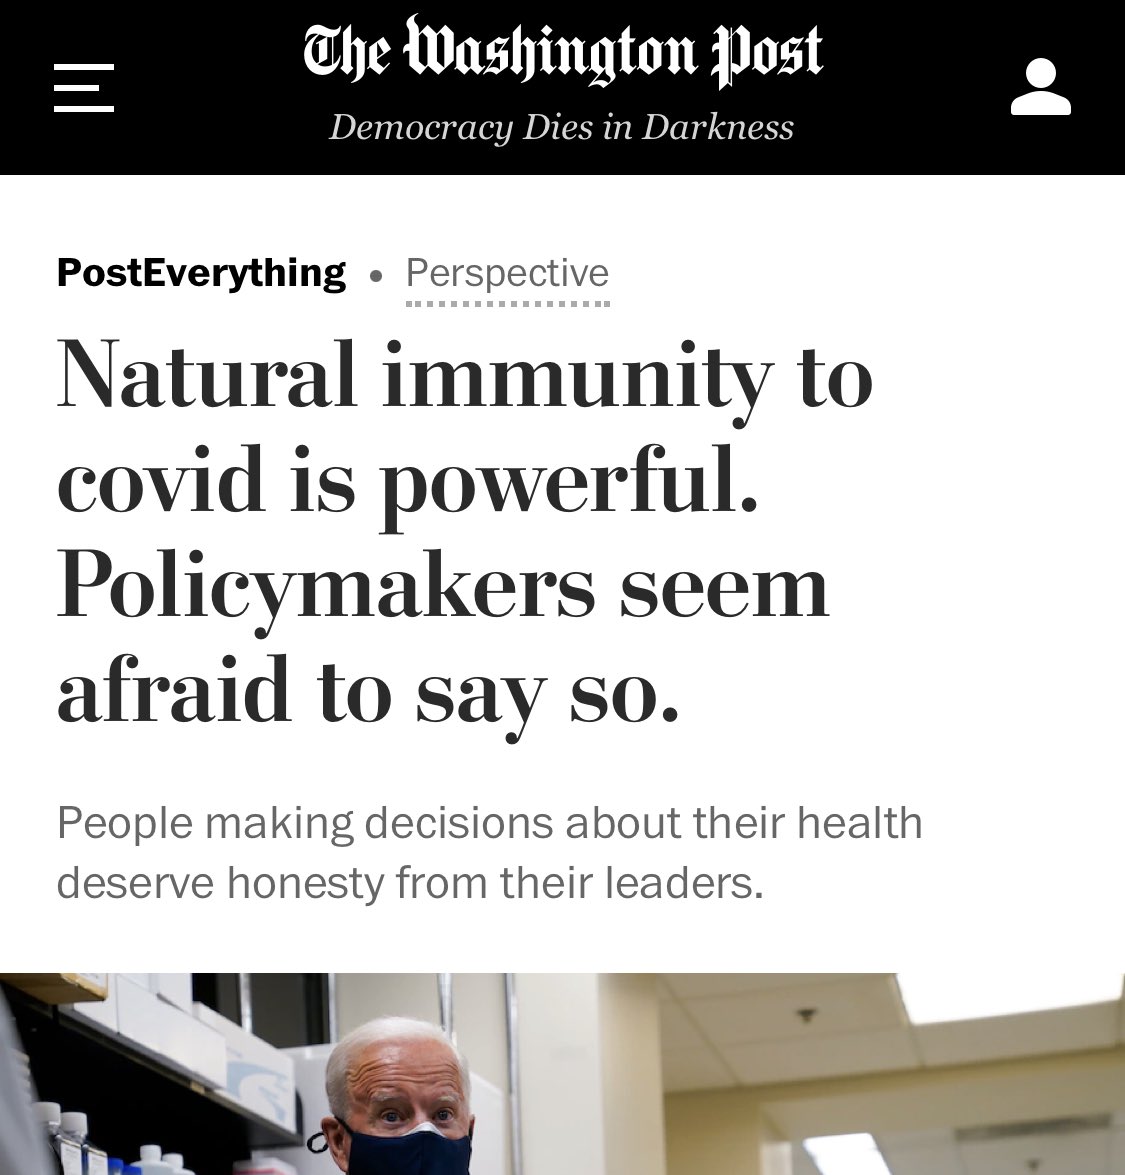 The Washington Post
Democracy Dies in Darkness
PostEverything • Perspective
Natural immunity to
covid is powerful.
Policymakers seem
afraid to say so.
People making decisions about their health
deserve honesty from their leaders.